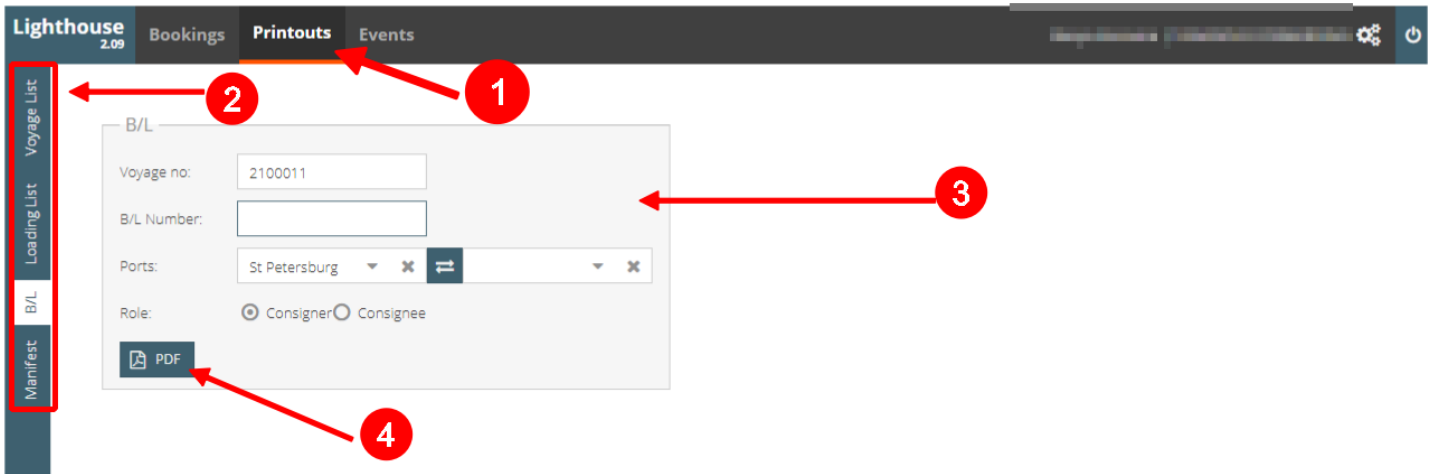 Lighthouse
2.09
Bookings
Printouts
Events
1
2
3
4
Voyage List
Loading List
B/L
Manifest
B/L
Voyage no:
2100011
B/L Number:
Ports:
St Petersburg
Role:
Consigner
Consignee
PDF